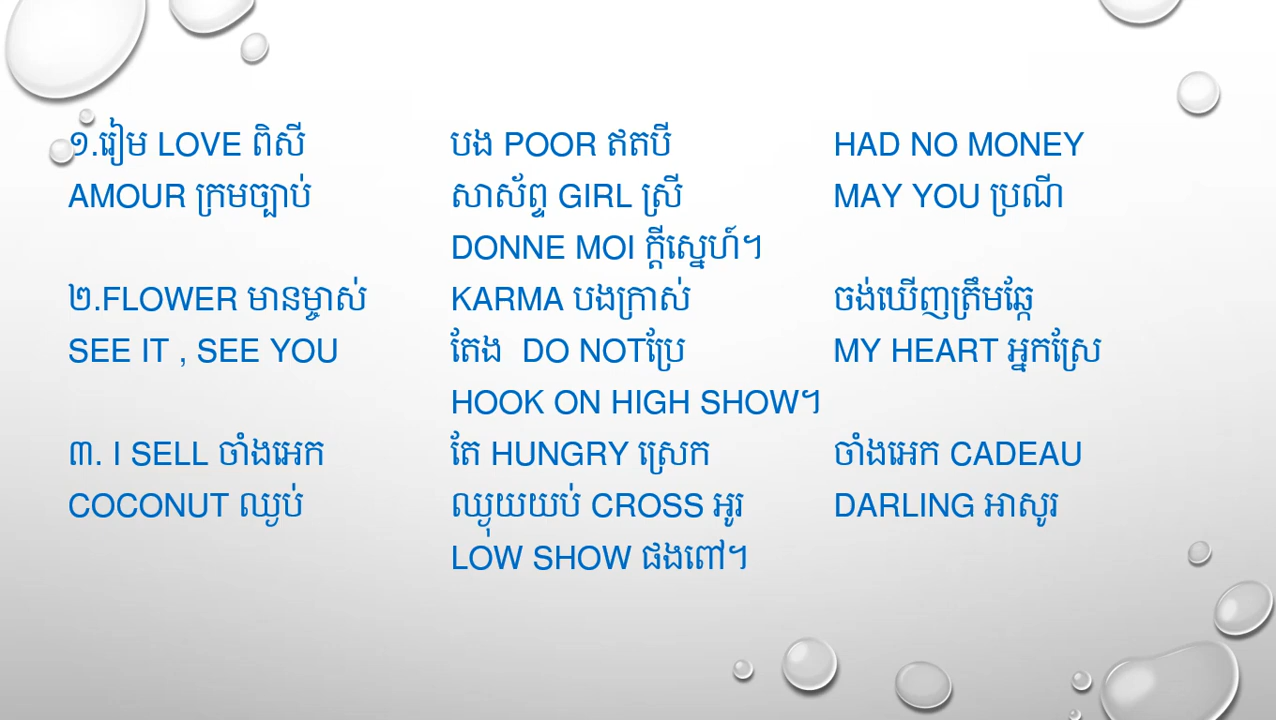 ១.រៀម LOVE ពិសី បង POOR ឥតបី HAD NO MONEY
AMOUR ក្រមច្បាប់ សាស័ព្ទ GIRL ស្រី MAY YOU ប្រណី
DONNE MOI ក្ដីស្នេហ៍។
២.FLOWER មានម្ចាស់ KARMA បងក្រាស់ ចង់ឃើញត្រឹមឆ្កែ
SEE IT , SEE YOU តែង DO NOTប្រែ MY HEART អ្នកស្រែ
HOOK ON HIGH SHOW។
៣. I SELL ចាំងអេក តែ HUNGRY ស្រេក ចាំងអេក CADEAU
COCONUT ឈ្ងប់ ឈ្ងុយយប់ CROSS អូរ DARLING អាសូរ
LOW SHOW ផងពៅ។